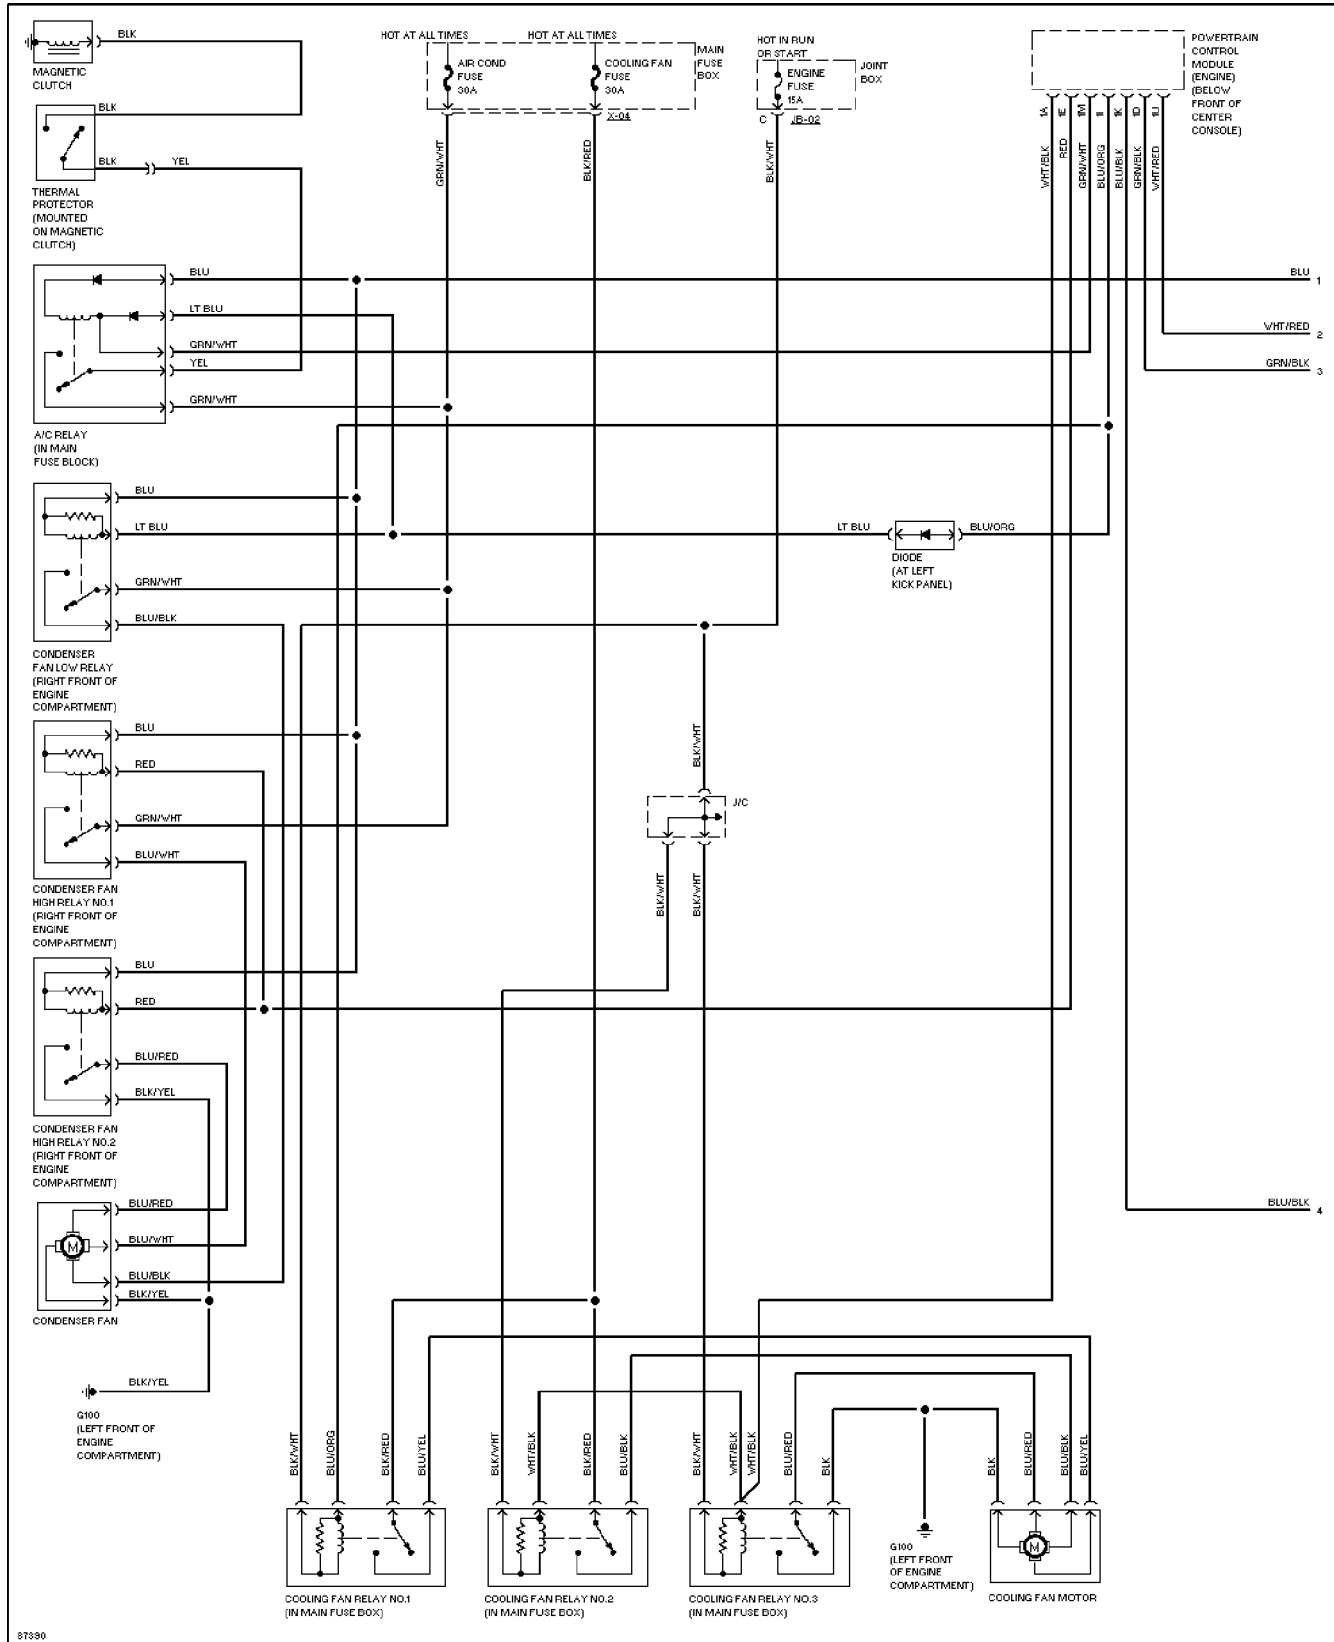 BLK
MAGNETIC
CLUTCH
BLK
BLK
YEL
THERMAL
PROTECTOR
(MOUNTED
ON MAGNETIC
CLUTCH)
HOT AT ALL TIMES
HOT AT ALL TIMES
AIR COND
FUSE
30A
COOLING FAN
FUSE
30A
MAIN
FUSE
BOX
X-04
HOT IN RUN
OR START
ENGINE
FUSE
15A
JOINT
BOX
C
JB-02
POWERTRAIN
CONTROL
MODULE
(ENGINE)
(BELOW
FRONT OF
CENTER
CONSOLE)
1A
1E
1M
1I
1K
1D
1U
GRN/WHT
BLK/RED
BLK/WHT
WHT/BLK
RED
GRN/WHT
BLU/ORG
BLU/BLK
GRN/BLK
WHT/RED
BLU
LT BLU
GRN/WHT
YEL
GRN/WHT
A/C RELAY
(IN MAIN
FUSE BLOCK)
BLU 1
WHT/RED 2
GRN/BLK 3
BLU
LT BLU
GRN/WHT
BLU/BLK
CONDENSER
FAN LOW RELAY
(RIGHT FRONT OF
ENGINE
COMPARTMENT)
LT BLU
BLU/ORG
DIODE
(AT LEFT
KICK PANEL)
BLU
RED
GRN/WHT
BLU/WHT
CONDENSER FAN
HIGH RELAY NO.1
(RIGHT FRONT OF
ENGINE
COMPARTMENT)
BLK/WHT
J/C
BLK/WHT
BLK/WHT
BLU
RED
BLU/RED
BLK/YEL
CONDENSER FAN
HIGH RELAY NO.2
(RIGHT FRONT OF
ENGINE
COMPARTMENT)
BLU/RED
BLU/WHT
BLU/BLK
BLK/YEL
M
CONDENSER FAN
BLU/BLK 4
BLK/YEL
G100
(LEFT FRONT OF
ENGINE
COMPARTMENT)
BLK/WHT
BLU/ORG
BLK/RED
BLU/YEL
BLK/WHT
WHT/BLK
BLK/RED
BLU/BLK
BLK/WHT
WHT/BLK
WHT/BLK
BLU/RED
BLK
BLK
BLU/RED
BLU/BLK
BLU/YEL
COOLING FAN RELAY NO.1
(IN MAIN FUSE BOX)
COOLING FAN RELAY NO.2
(IN MAIN FUSE BOX)
COOLING FAN RELAY NO.3
(IN MAIN FUSE BOX)
G100
(LEFT FRONT
OF ENGINE
COMPARTMENT)
M
COOLING FAN MOTOR
87390